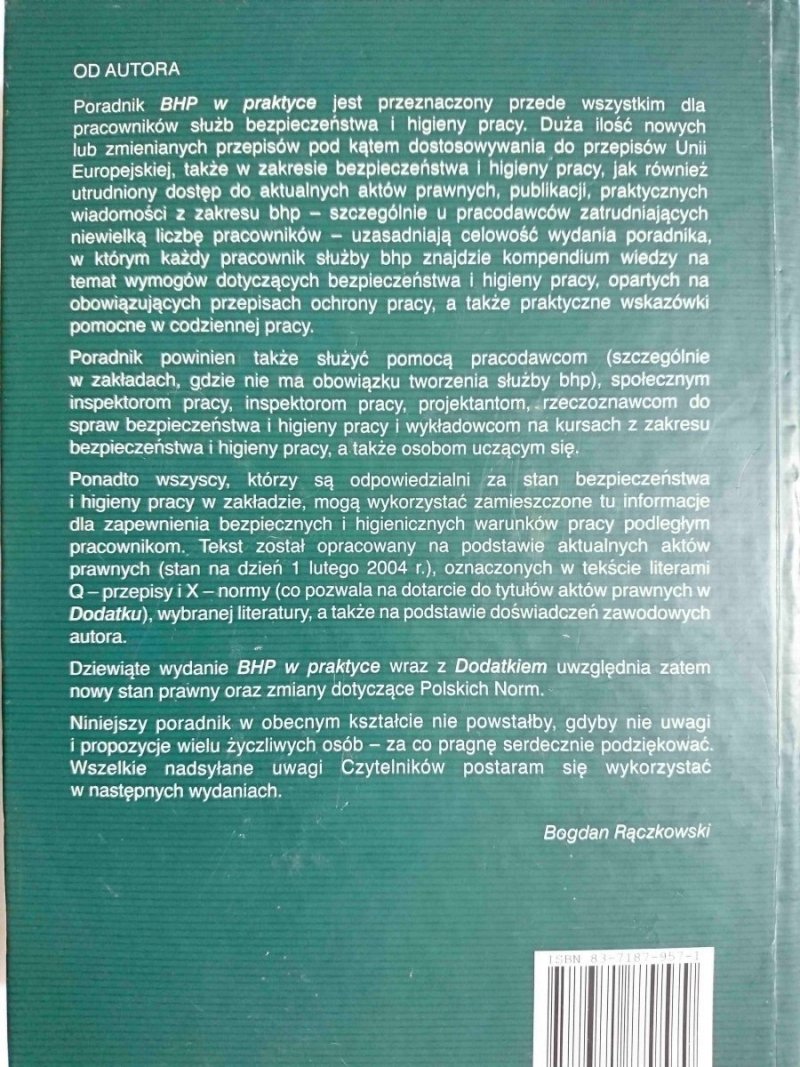 OD AUTORA
Poradnik BHP w praktyce jest przeznaczony przede wszystkim dla
pracowników służb bezpieczeństwa i higieny pracy. Duża ilość nowych
lub zmienianych przepisów pod kątem dostosowywania do przepisów Unii
Europejskiej, także w zakresie bezpieczeństwa i higieny pracy, jak również
utrudniony dostęp do aktualnych aktów prawnych, publikacji, praktycznych
wiadomości z zakresu bhp – szczególnie u pracodawców zatrudniających
niewielką liczbę pracowników – uzasadniają celowość wydania poradnika,
w którym każdy pracownik służby bhp znajdzie kompendium wiedzy na
temat wymogów dotyczących bezpieczeństwa i higieny pracy, opartych na
obowiązujących przepisach ochrony pracy, a także praktyczne wskazówki
pomocne w codziennej pracy.
Poradnik powinien także służyć pomocą pracodawcom (szczególnie
w zakładach, gdzie nie ma obowiązku tworzenia służby bhp), społecznym
inspektorom pracy, inspektorom pracy, projektantom, rzeczoznawcom do
spraw bezpieczeństwa i higieny pracy i wykładowcom na kursach z zakresu
bezpieczeństwa i higieny pracy, a także osobom uczącym się.
Ponadto wszyscy, którzy są odpowiedzialni za stan bezpieczeństwa
i higieny pracy w zakładzie, mogą wykorzystać zamieszczone tu informacje
dla zapewnienia bezpiecznych i higienicznych warunków pracy podległym
pracownikom. Tekst został opracowany na podstawie aktualnych aktów
prawnych (stan na dzień 1 lutego 2004 r.), oznaczonych w tekście literami
Q – przepisy i X – normy (co pozwala na dotarcie do tytułów aktów prawnych w
Dodatku), wybranej literatury, a także na podstawie doświadczeń zawodowych
autora.
Dziewiąte wydanie BHP w praktyce wraz z Dodatkiem uwzględnia zatem
nowy stan prawny oraz zmiany dotyczące Polskich Norm.
Niniejszy poradnik w obecnym kształcie nie powstałby, gdyby nie uwagi
i propozycje wielu życzliwych osób – za co pragnę serdecznie podziękować.
Wszelkie nadsyłane uwagi Czytelników postaram się wykorzystać
w następnych wydaniach.
Bogdan Rączkowski
ISBN 83-7187-957-1